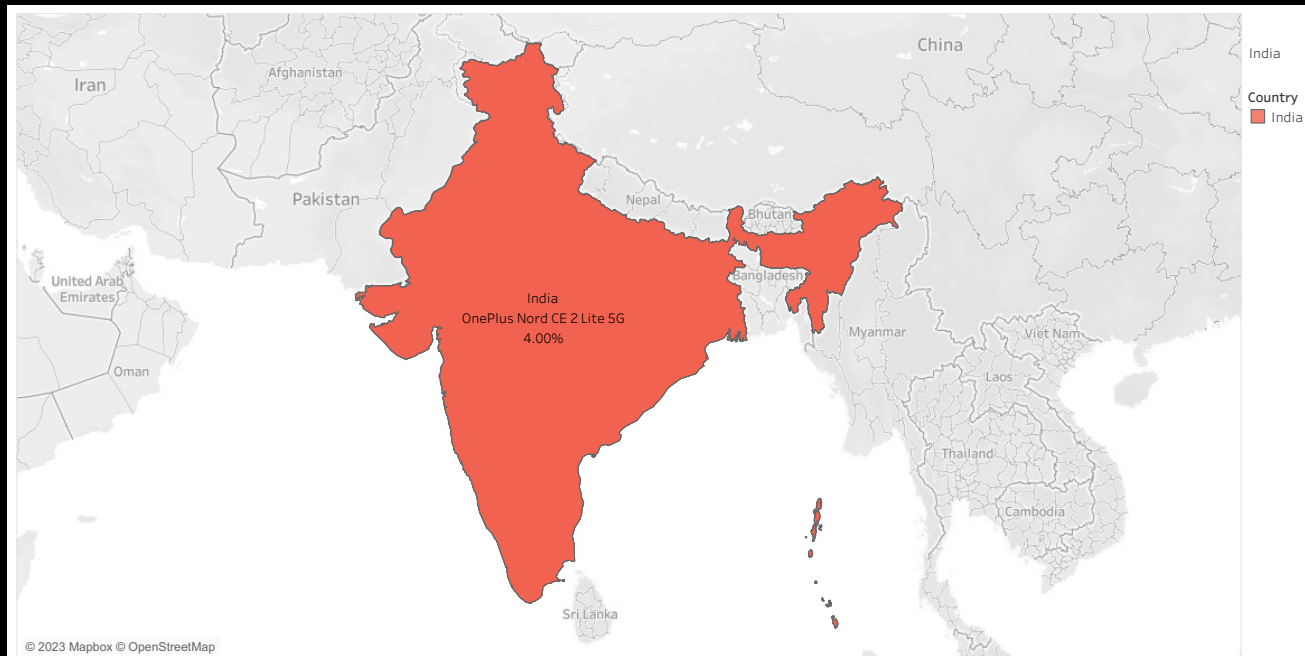 China
India
Afghanistan
Iran
Country
India
Pakistan
Nepal
Bhutan
United Arab
Emirates
Bangladesh
India
OnePlus Nord CE 2 Lite 5G
4.00%
Myanmar
Viet Nam
Oman
Laos
Thailand
Cambodia
Sri Lanka
© 2023 Mapbox © OpenStreetMap